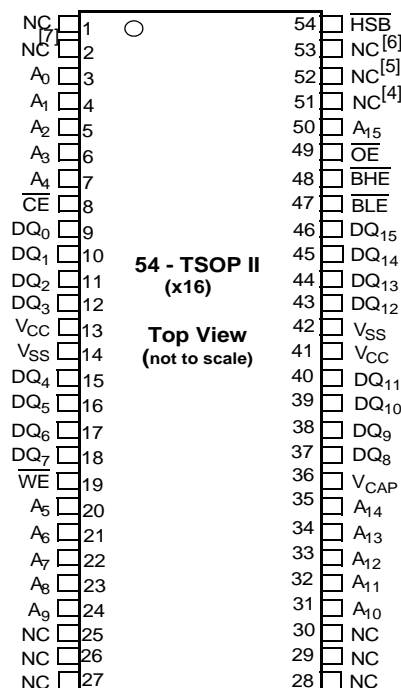 NC 1 54 HSB
[7] NC 2 53 NC[6]
A0 3 52 NC[5]
A1 4 51 NC[4]
A2 5 50 A15
A3 6 49 OE
A4 7 48 BHE
CE 8 47 BLE
DQ0 9 46 DQ15
DQ1 10 45 DQ14
54 - TSOP II
DQ2 11 44 DQ13
(x16)
DQ3 12 43 DQ12
VCC 13 42 VSS
Top View
VSS 14 41 VCC
(not to scale)
DQ4 15 40 DQ11
DQ5 16 39 DQ10
DQ6 17 38 DQ9
DQ7 18 37 DQ8
WE 19 36 VCAP
A5 20 35 A14
A6 21 34 A13
A7 22 33 A12
A8 23 32 A11
A9 24 31 A10
NC 25 30 NC
NC 26 29 NC
NC 27 28 NC